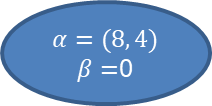 α = (8,4)
β =0